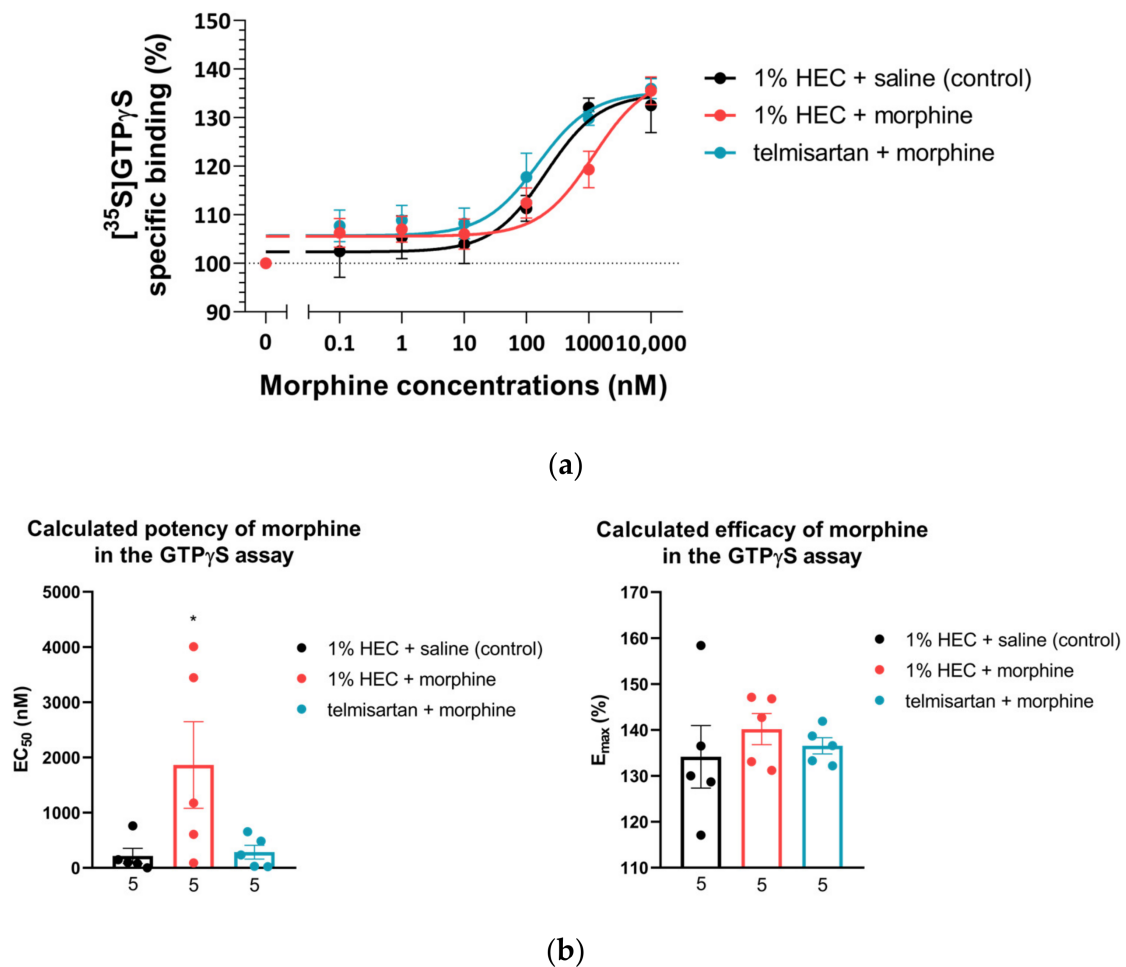 150
140
130
120
110
100
90
[³⁵S]GTPγS
specific binding (%)
1% HEC + saline (control)
1% HEC + morphine
telmisartan + morphine
0 0.1 1 10 100 1000 10,000
Morphine concentrations (nM)
(a)
Calculated potency of morphine
in the GTPγS assay
5000
4000
3000
2000
1000
0
EC₅₀ (nM)
*
5 5 5
1% HEC + saline (control)
1% HEC + morphine
telmisartan + morphine
Calculated efficacy of morphine
in the GTPγS assay
170
160
150
140
130
120
110
Eₘₐₓ (%)
5 5 5
1% HEC + saline (control)
1% HEC + morphine
telmisartan + morphine
(b)